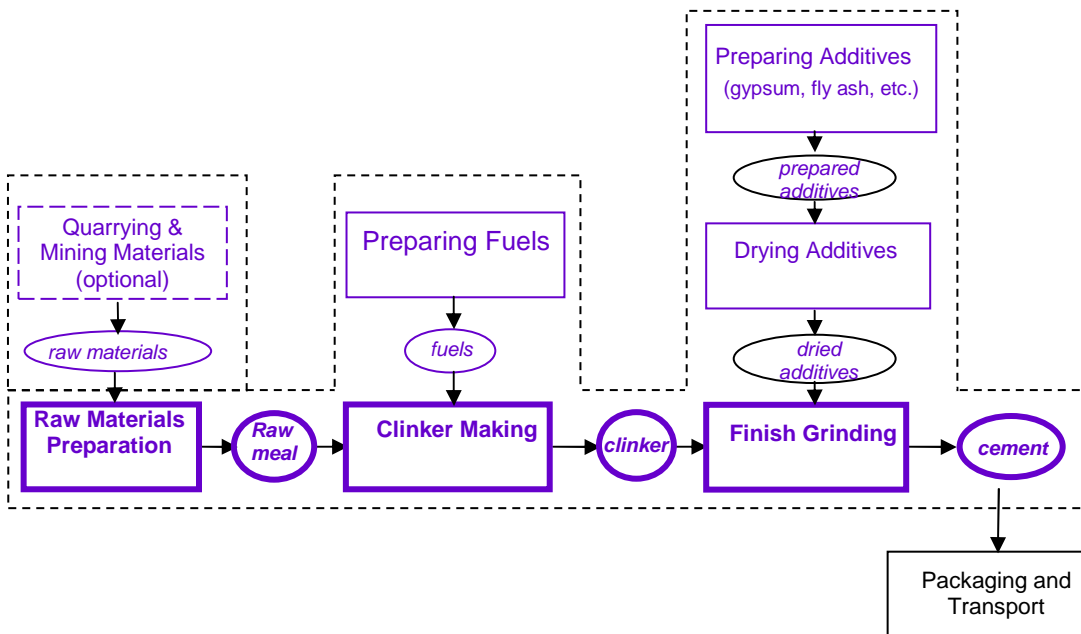 Preparing Additives
(gypsum, fly ash, etc.)
prepared
additives
Quarrying &
Mining Materials
(optional)
Preparing Fuels
Drying Additives
raw materials
fuels
dried
additives
Raw Materials
Preparation
Raw
meal
Clinker Making
clinker
Finish Grinding
cement
Packaging and
Transport